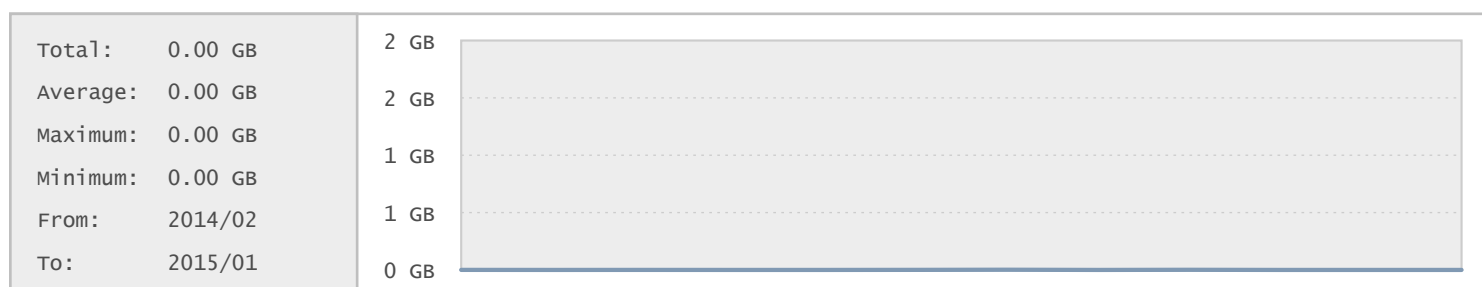 Total: 0.00 GB
Average: 0.00 GB
Maximum: 0.00 GB
Minimum: 0.00 GB
From: 2014/02
To: 2015/01
2 GB
2 GB
1 GB
1 GB
0 GB